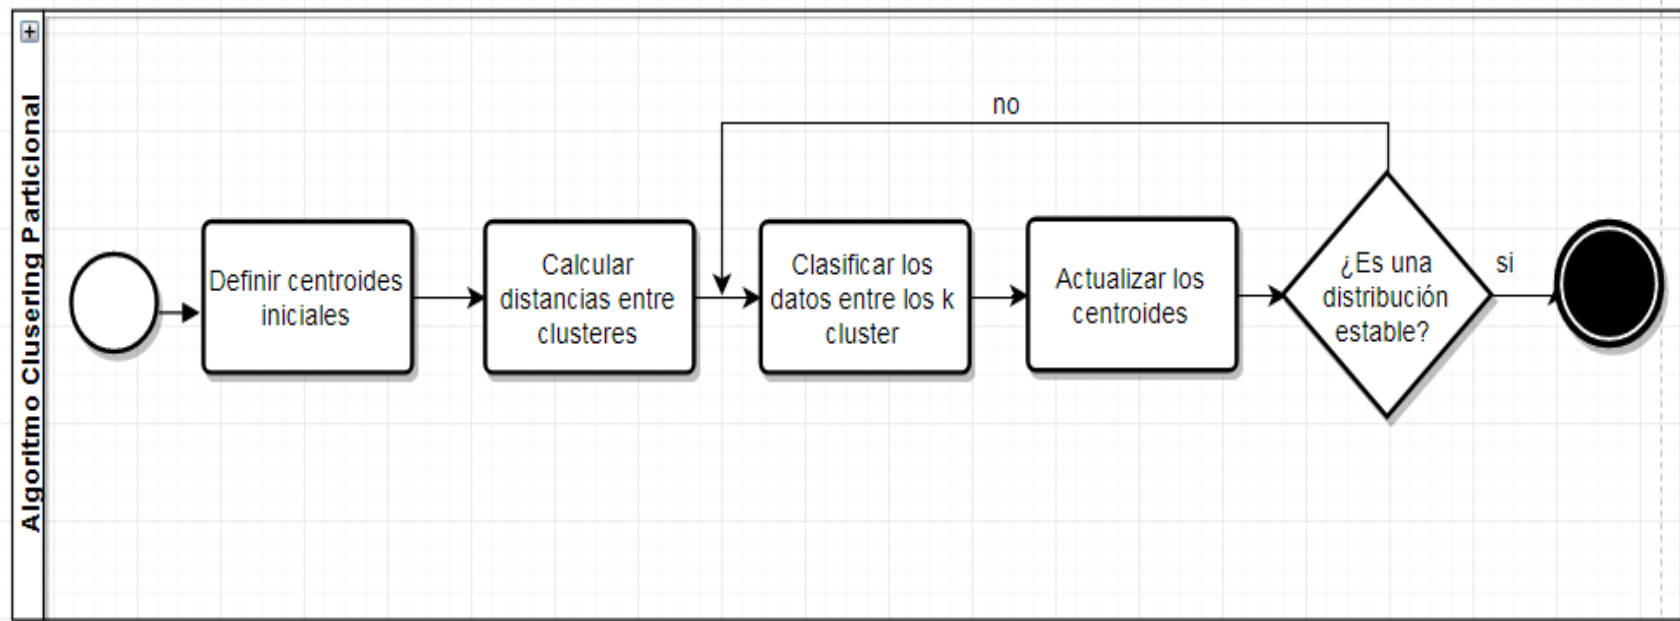 Algoritmo Clusering Particional
no
Definir centroides
iniciales
Calcular
distancias entre
clusteres
Clasificar los
datos entre los k
cluster
Actualizar los
centroides
¿Es una
distribución
estable?
si